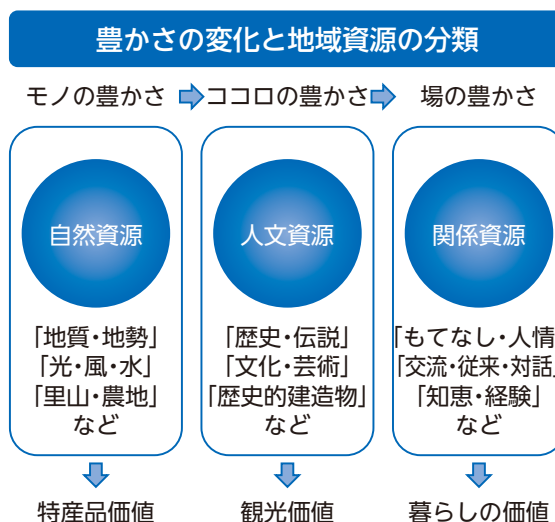 豊かさの変化と地域資源の分類
モノの豊かさ ココロの豊かさ 場の豊かさ
自然資源
「地質・地勢」
「光・風・水」
「里山・農地」
など
特産品価値
人文資源
「歴史・伝説」
「文化・芸術」
「歴史的建造物」
など
観光価値
関係資源
「もてなし・人情
「交流・従来・対話」
「知恵・経験」
など
暮らしの価値